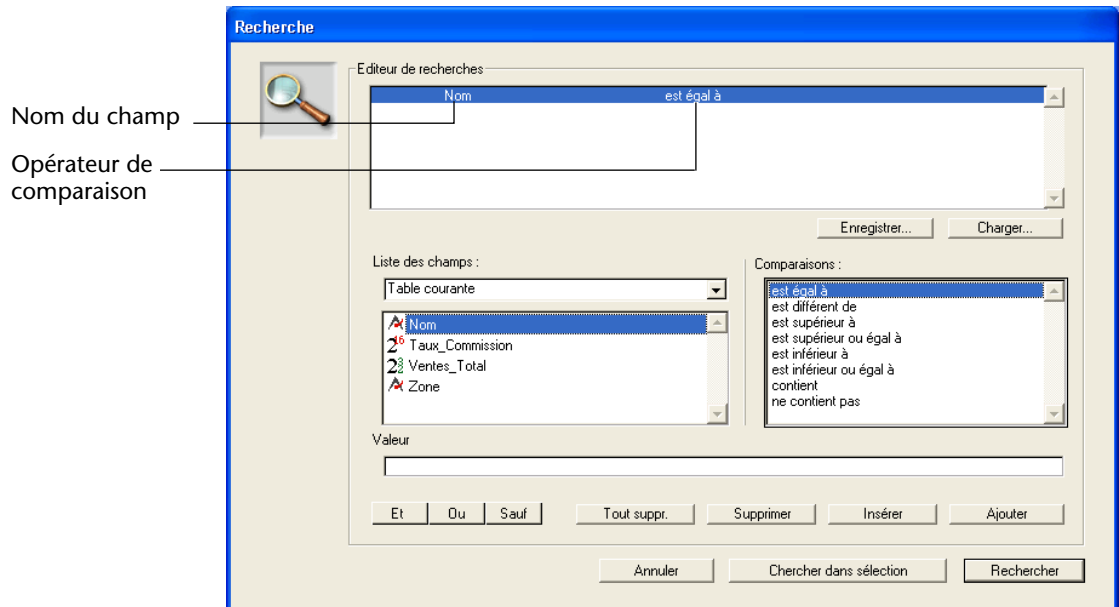 Recherche
Editeur de recherches
Nom est égal à
Nom du champ
Opérateur de
comparaison
Enregistrer...
Charger...
Liste des champs :
Table courante
Nom
Taux_Commission
Ventes_Total
Zone
Comparaisons :
est égal à
est différent de
est supérieur à
est supérieur ou égal à
est inférieur à
est inférieur ou égal à
contient
ne contient pas
Valeur
Et Ou Sauf Tout suppr. Supprimer Insérer Ajouter
Annuler Chercher dans sélection Rechercher